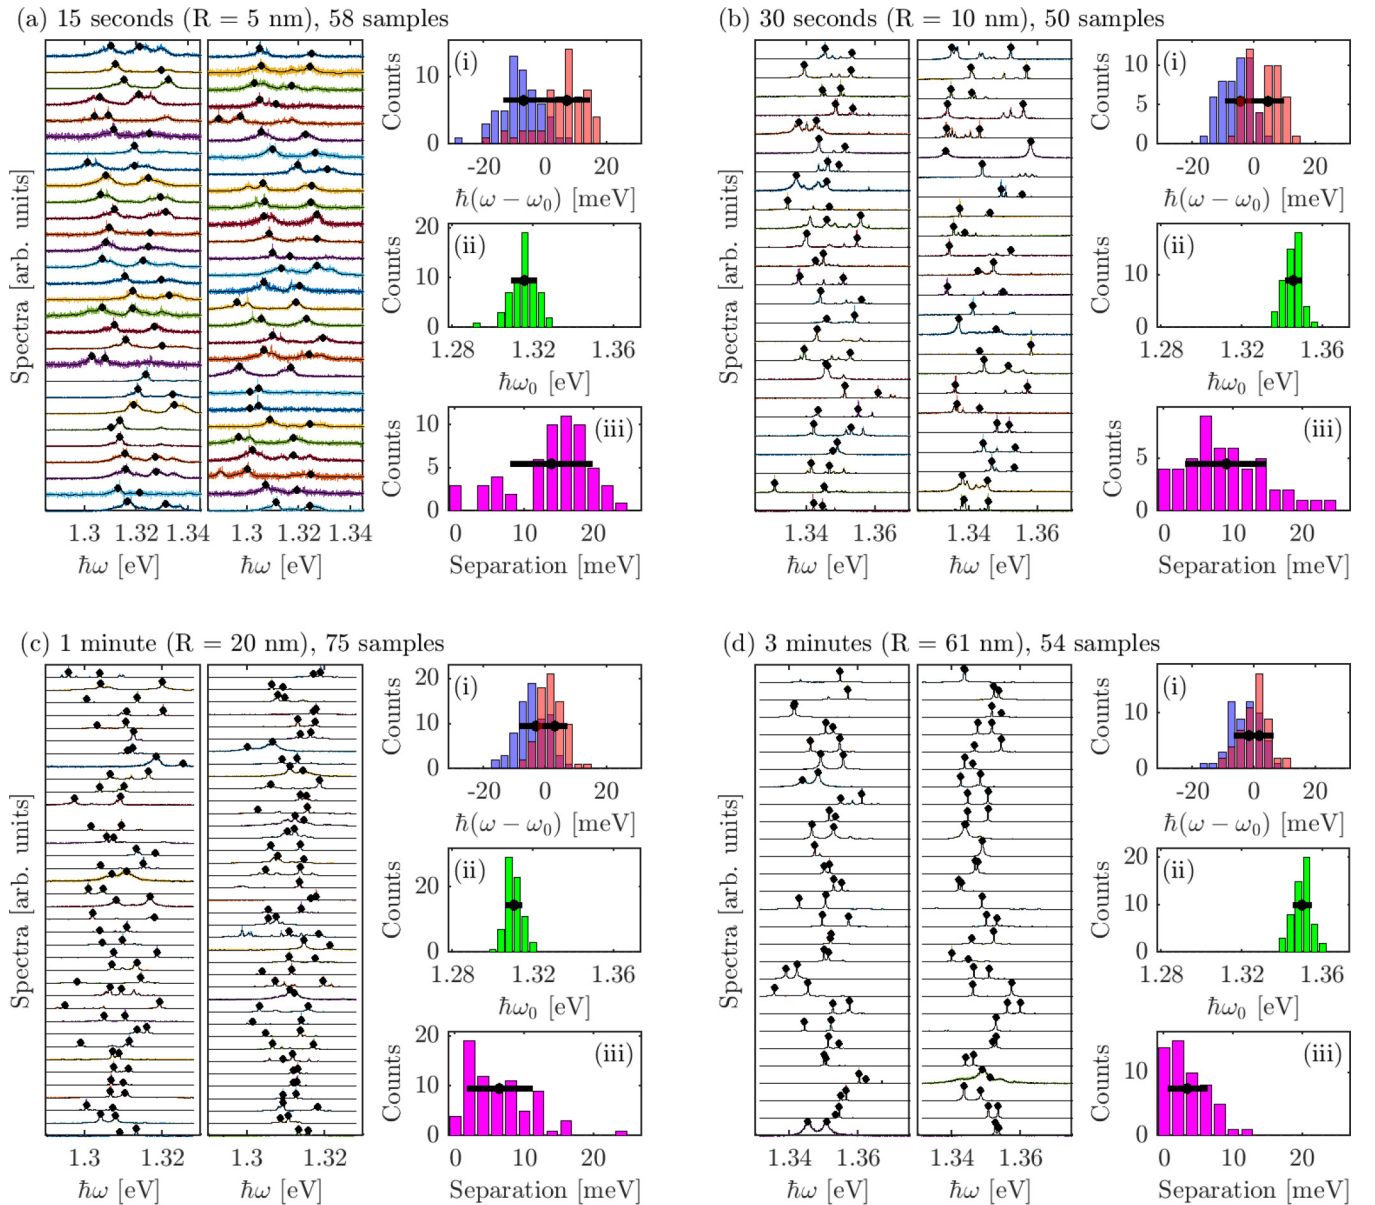 (a) 15 seconds (R = 5 nm), 58 samples
Spectra [arb. units]
1.3 1.32 1.34
ħω [eV]
1.3 1.32 1.34
ħω [eV]
(i)
Counts
10
0
-20 0 20
ħ(ω − ω₀) [meV]
(ii)
Counts
20
10
0
1.28 1.32 1.36
ħω₀ [eV]
(iii)
Counts
10
5
0
0 10 20
Separation [meV]
(b) 30 seconds (R = 10 nm), 50 samples
Spectra [arb. units]
1.34 1.36
ħω [eV]
1.34 1.36
ħω [eV]
(i)
Counts
10
5
0
-20 0 20
ħ(ω − ω₀) [meV]
(ii)
Counts
10
0
1.28 1.32 1.36
ħω₀ [eV]
(iii)
Counts
10
5
0
0 10 20
Separation [meV]
(c) 1 minute (R = 20 nm), 75 samples
Spectra [arb. units]
1.3 1.32
ħω [eV]
1.3 1.32
ħω [eV]
(i)
Counts
20
10
0
-20 0 20
ħ(ω − ω₀) [meV]
(ii)
Counts
20
0
1.28 1.32 1.36
ħω₀ [eV]
(iii)
Counts
20
10
0
0 10 20
Separation [meV]
(d) 3 minutes (R = 61 nm), 54 samples
Spectra [arb. units]
1.34 1.36
ħω [eV]
1.34 1.36
ħω [eV]
(i)
Counts
10
0
-20 0 20
ħ(ω − ω₀) [meV]
(ii)
Counts
20
10
0
1.28 1.32 1.36
ħω₀ [eV]
(iii)
Counts
10
0
0 10 20
Separation [meV]